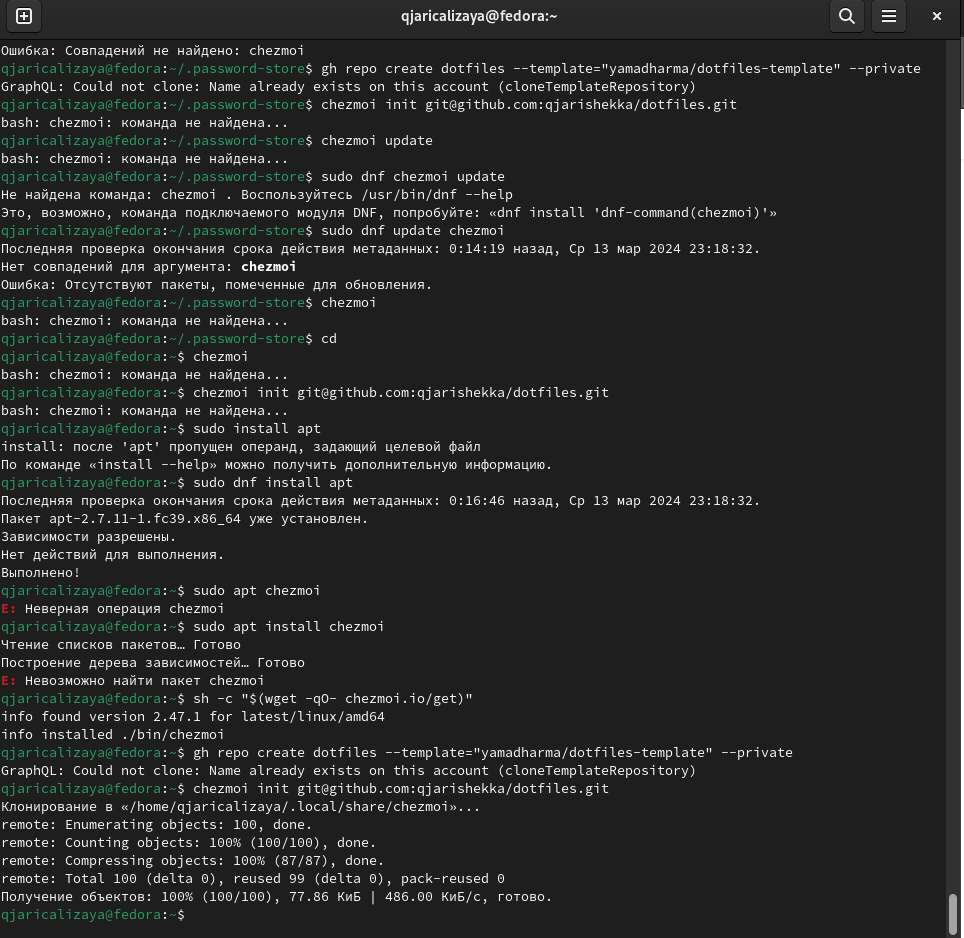 qjaricalizaya@fedora:~
Ошибка: Совпадений не найдено: chezmoi
qjaricalizaya@fedora:~/.password-store$ gh repo create dotfiles --template="yamadharma/dotfiles-template" --private
GraphQL: Could not clone: Name already exists on this account (cloneTemplateRepository)
qjaricalizaya@fedora:~/.password-store$ chezmoi init git@github.com:qjarishekka/dotfiles.git
bash: chezmoi: команда не найдена...
qjaricalizaya@fedora:~/.password-store$ chezmoi update
bash: chezmoi: команда не найдена...
qjaricalizaya@fedora:~/.password-store$ sudo dnf chezmoi update
Не найдена команда: chezmoi . Воспользуйтесь /usr/bin/dnf --help
Это, возможно, команда подключаемого модуля DNF, попробуйте: «dnf install 'dnf-command(chezmoi)'»
qjaricalizaya@fedora:~/.password-store$ sudo dnf update chezmoi
Последняя проверка окончания срока действия метаданных: 0:14:19 назад, Ср 13 мар 2024 23:18:32.
Нет совпадений для аргумента: chezmoi
Ошибка: Отсутствуют пакеты, помеченные для обновления.
qjaricalizaya@fedora:~/.password-store$ chezmoi
bash: chezmoi: команда не найдена...
qjaricalizaya@fedora:~/.password-store$ cd
qjaricalizaya@fedora:~$ chezmoi
bash: chezmoi: команда не найдена...
qjaricalizaya@fedora:~$ chezmoi init git@github.com:qjarishekka/dotfiles.git
bash: chezmoi: команда не найдена...
qjaricalizaya@fedora:~$ sudo install apt
install: после 'apt' пропущен операнд, задающий целевой файл
По команде «install --help» можно получить дополнительную информацию.
qjaricalizaya@fedora:~$ sudo dnf install apt
Последняя проверка окончания срока действия метаданных: 0:16:46 назад, Ср 13 мар 2024 23:18:32.
Пакет apt-2.7.11-1.fc39.x86_64 уже установлен.
Зависимости разрешены.
Нет действий для выполнения.
Выполнено!
qjaricalizaya@fedora:~$ sudo apt chezmoi
E: Неверная операция chezmoi
qjaricalizaya@fedora:~$ sudo apt install chezmoi
Чтение списков пакетов… Готово
Построение дерева зависимостей… Готово
E: Невозможно найти пакет chezmoi
qjaricalizaya@fedora:~$ sh -c "$(wget -qO- chezmoi.io/get)"
info found version 2.47.1 for latest/linux/amd64
info installed ./bin/chezmoi
qjaricalizaya@fedora:~$ gh repo create dotfiles --template="yamadharma/dotfiles-template" --private
GraphQL: Could not clone: Name already exists on this account (cloneTemplateRepository)
qjaricalizaya@fedora:~$ chezmoi init git@github.com:qjarishekka/dotfiles.git
Клонирование в «/home/qjaricalizaya/.local/share/chezmoi»...
remote: Enumerating objects: 100, done.
remote: Counting objects: 100% (100/100), done.
remote: Compressing objects: 100% (87/87), done.
remote: Total 100 (delta 0), reused 99 (delta 0), pack-reused 0
Получение объектов: 100% (100/100), 77.86 КиБ | 486.00 КиБ/с, готово.
qjaricalizaya@fedora:~$